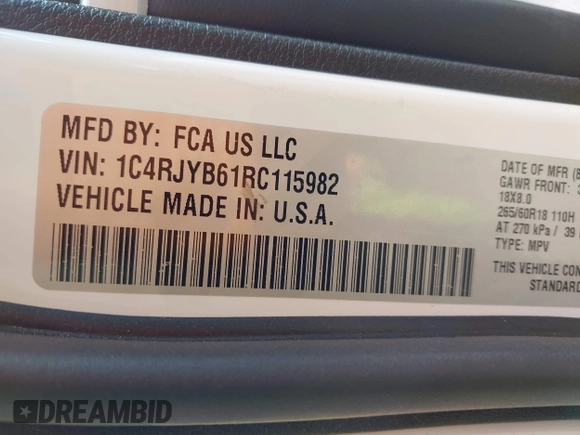 MFD BY: FCA US LLC
VIN: 1C4RJYB61RC115982
VEHICLE MADE IN: U.S.A.
DATE OF MFR (B
GAWR FRONT:
18X8.0
265/60R18 110H
AT 270 kPa / 39
TYPE: MPV
THIS VEHICLE CON
STANDARD
DREAMBID